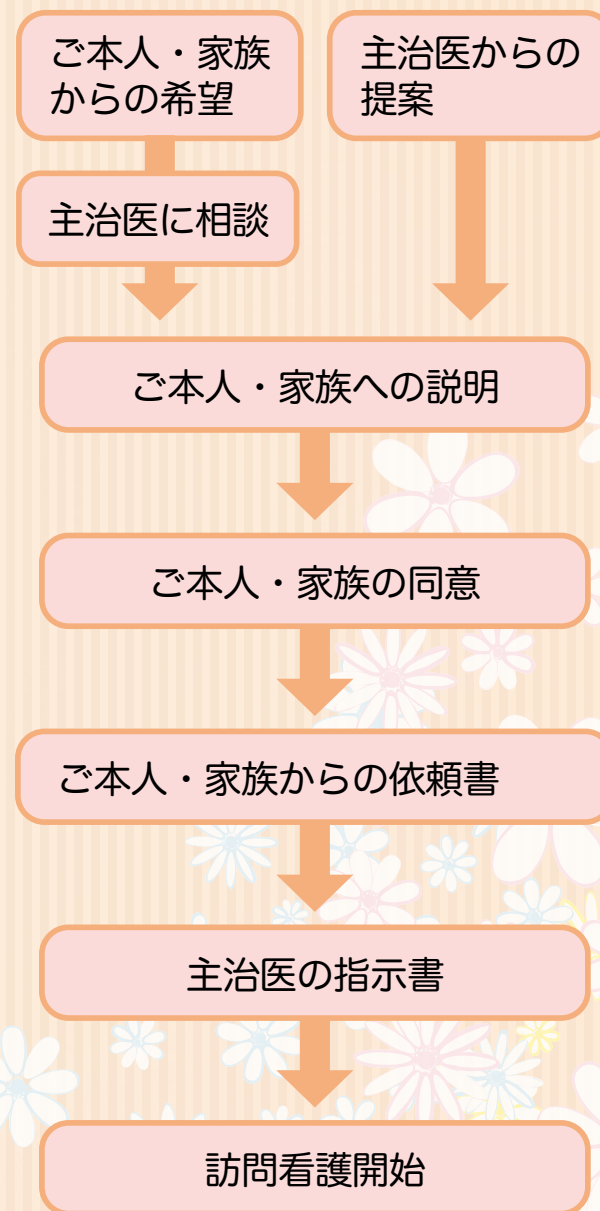 ご本人・家族
からの希望
主治医からの
提案
主治医に相談
ご本人・家族への説明
ご本人・家族の同意
ご本人・家族からの依頼書
主治医の指示書
訪問看護開始